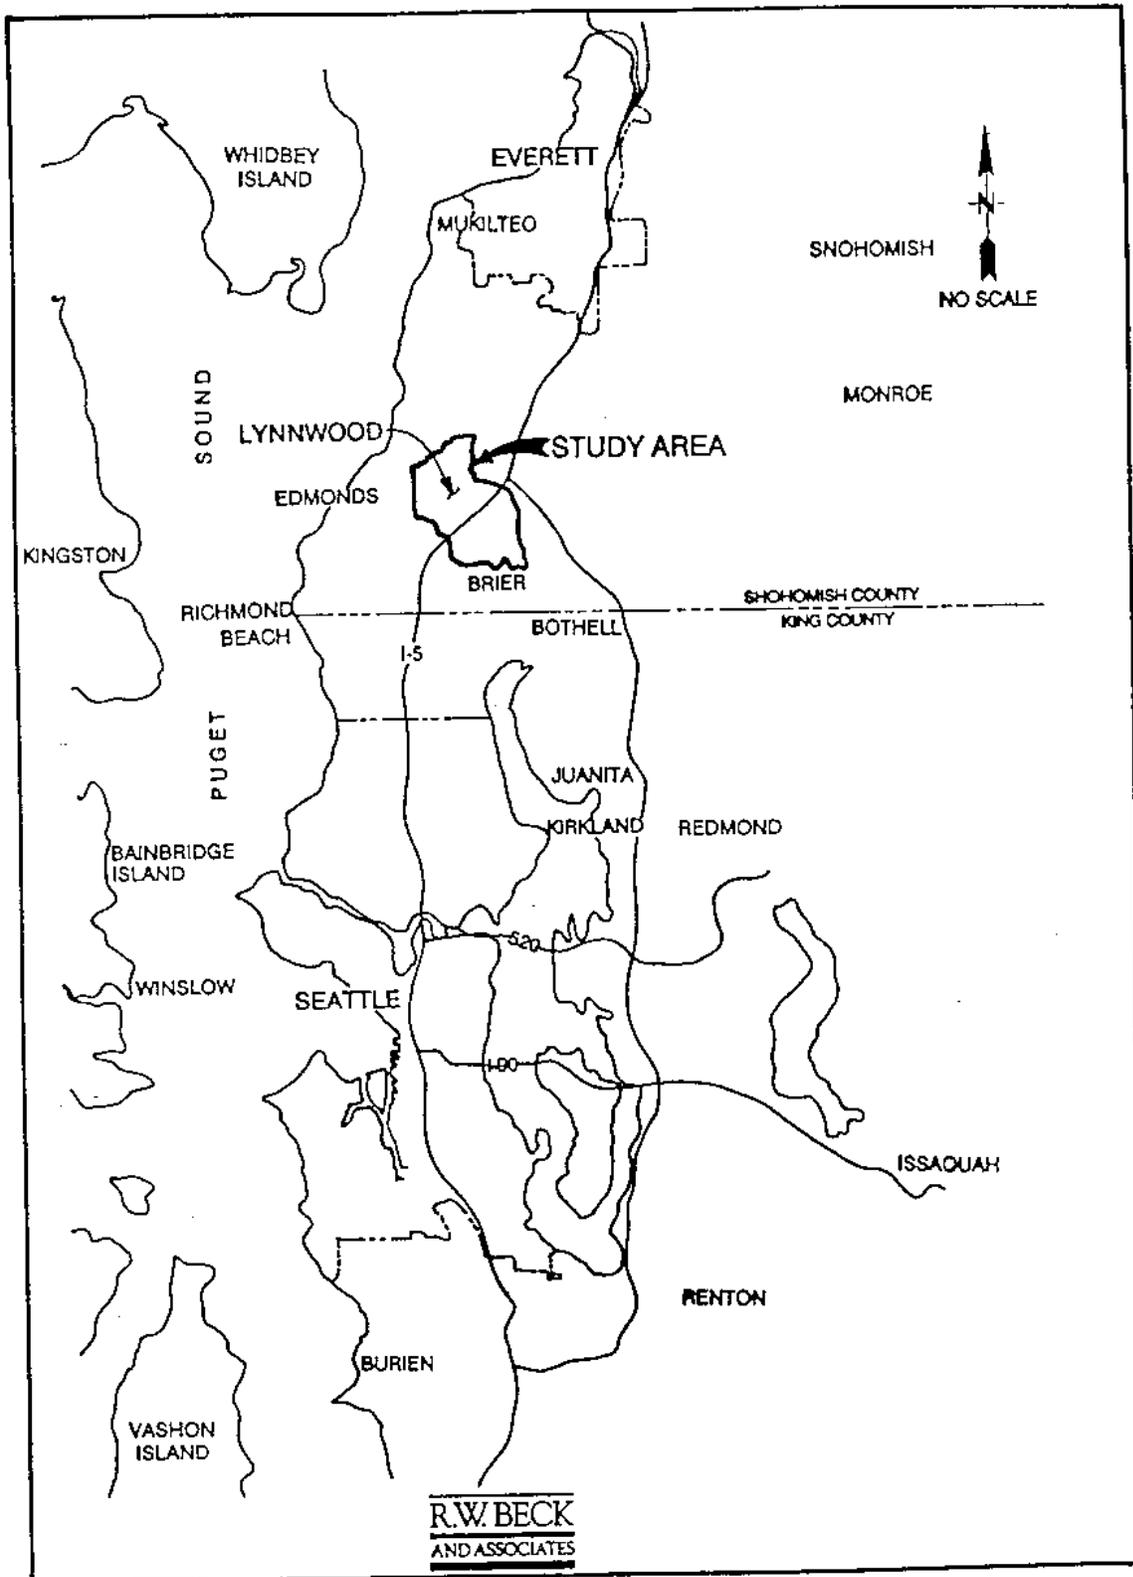 WHIDBEY
ISLAND
EVERETT
MUKILTEO
SNOHOMISH
N
NO SCALE
MONROE
SOUND
LYNNWOOD
STUDY AREA
EDMONDS
KINGSTON
BRIER
SHOHOMISH COUNTY
RICHMOND
BEACH
BOTHELL
KING COUNTY
I-5
PUGET
JUANITA
KIRKLAND
REDMOND
BAINBRIDGE
ISLAND
520
WINSLOW
SEATTLE
I-90
ISSAQUAH
RENTON
BURIEN
VASHON
ISLAND
R.W. BECK
AND ASSOCIATES